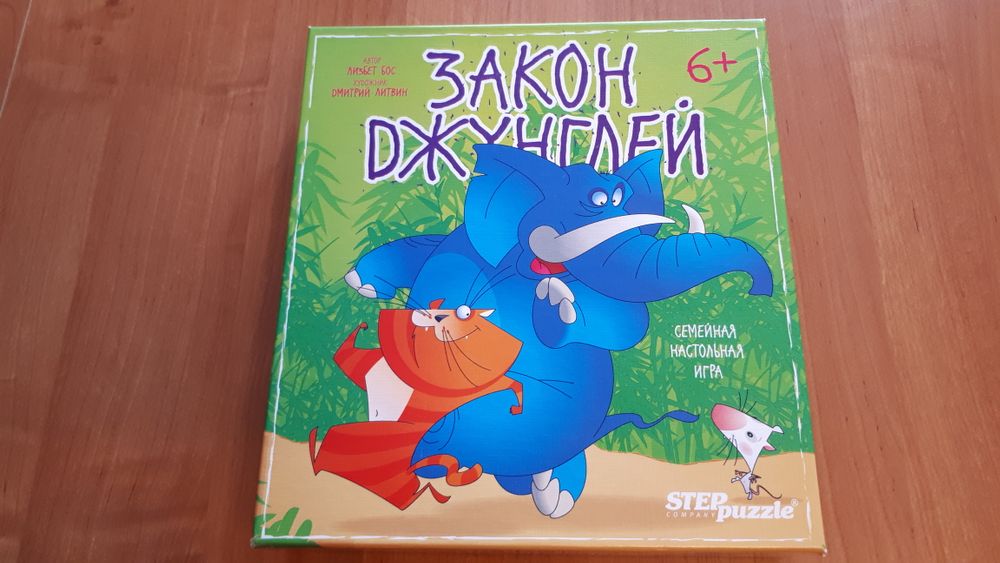 АВТОР
ЛИЗБЕТ БОС
ХУДОЖНИК
ДМИТРИЙ ЛИТВИН
ЗАКОН
ДЖУНГЛЕЙ
6+
СЕМЕЙНАЯ
НАСТОЛЬНАЯ
ИГРА
STEP
COMPANY puzzle®